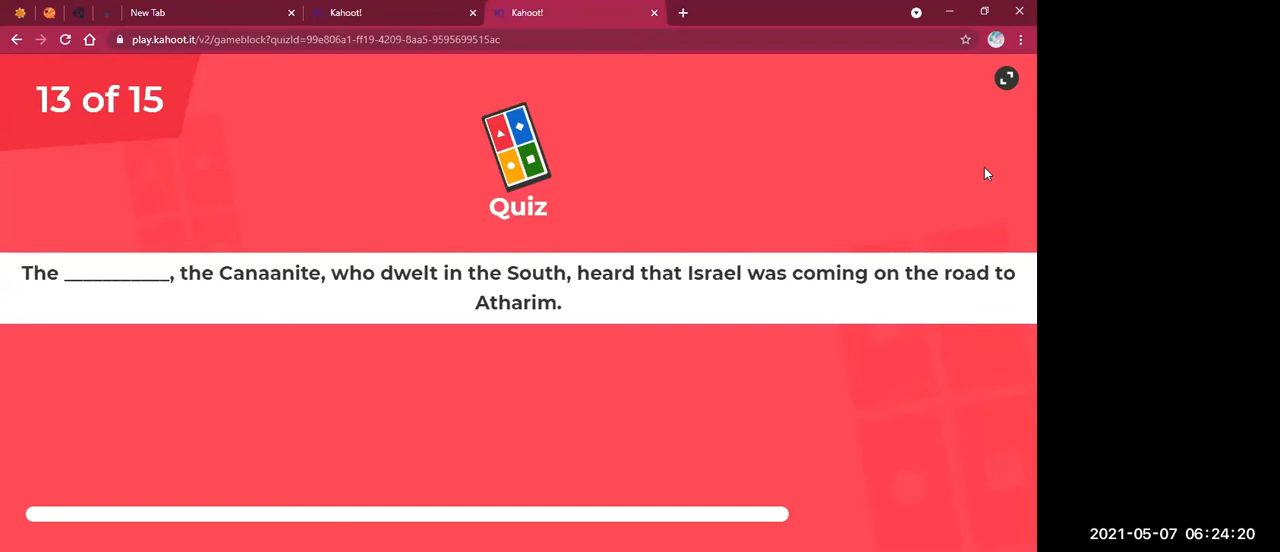 New Tab
Kahoot!
Kahoot!
play.kahoot.it/v2/gameblock?quizId=99e806a1-ff19-4209-8aa5-9595699515ac
13 of 15
Quiz
The ___________, the Canaanite, who dwelt in the South, heard that Israel was coming on the road to
Atharim.
2021-05-07 06:24:20